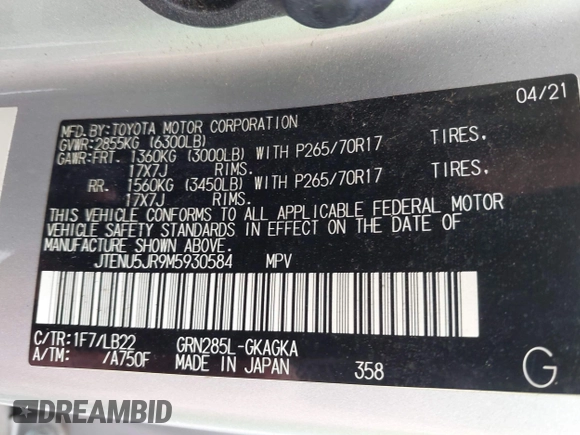 04/21
MFD.BY:TOYOTA MOTOR CORPORATION
GVWR:2855KG (6300LB)
GAWR:FRT. 1360KG (3000LB) WITH P265/70R17 TIRES,
17X7J RIMS.
RR. 1560KG (3450LB) WITH P265/70R17 TIRES,
17X7J RIMS.
THIS VEHICLE CONFORMS TO ALL APPLICABLE FEDERAL MOTOR
VEHICLE SAFETY STANDARDS IN EFFECT ON THE DATE OF
MANUFACTURE SHOWN ABOVE.
JTENU5JR9M5930584 MPV
C/TR:1F7/LB22 GRN285L-GKAGKA
A/TM: /A750F MADE IN JAPAN 358 G
DREAMBID